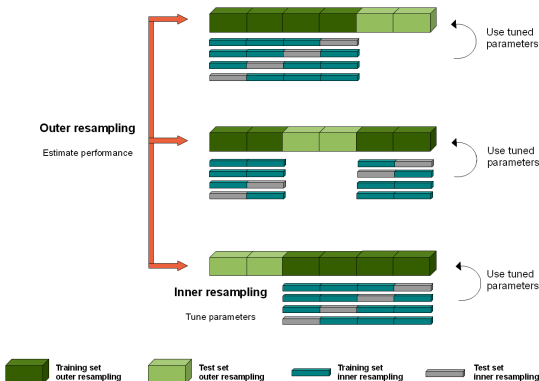 Use tuned
parameters
Outer resampling
Estimate performance
Use tuned
parameters
Use tuned
parameters
Inner resampling
Tune parameters
Training set
outer resampling
Test set
outer resampling
Training set
inner resampling
Test set
inner resampling